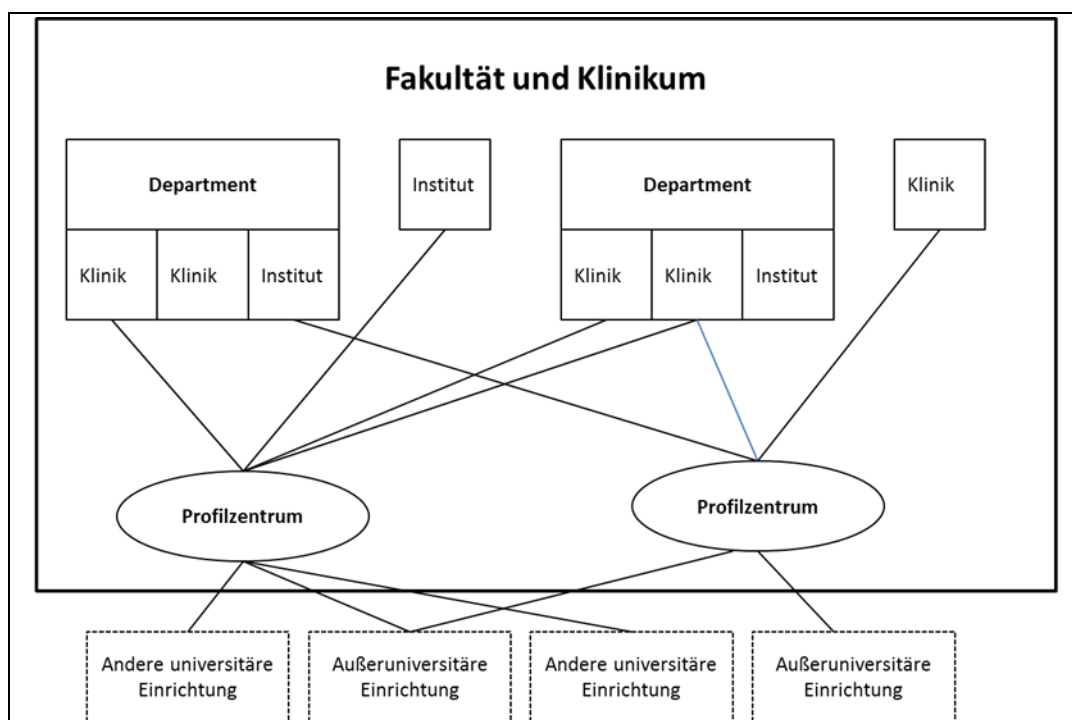 Fakultät und Klinikum
Department
Institut
Department
Klinik
Klinik
Klinik
Institut
Klinik
Klinik
Institut
Profilzentrum
Profilzentrum
Andere universitäre
Einrichtung
Außeruniversitäre
Einrichtung
Andere universitäre
Einrichtung
Außeruniversitäre
Einrichtung